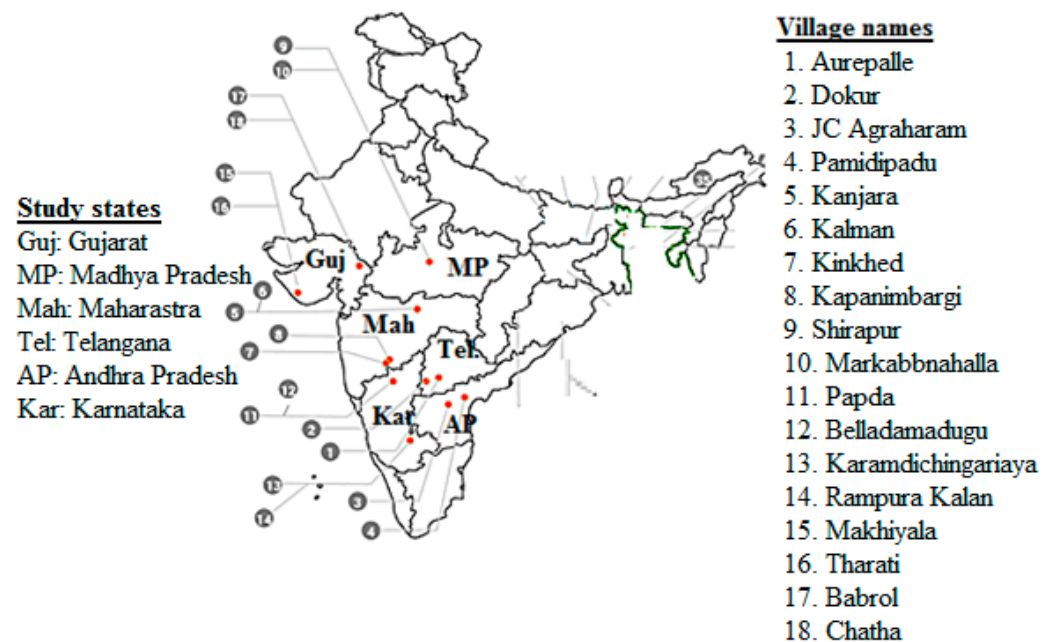 Study states
Guj: Gujarat
MP: Madhya Pradesh
Mah: Maharastra
Tel: Telangana
AP: Andhra Pradesh
Kar: Karnataka
9
10
17
18
15
16
6
5
8
7
12
11
2
1
13
14
3
4
35
Guj
MP
Mah
Tel.
Kar
AP
Village names
1. Aurepalle
2. Dokur
3. JC Agraharam
4. Pamidipadu
5. Kanjara
6. Kalman
7. Kinkhed
8. Kapanimbargi
9. Shirapur
10. Markabbnahalla
11. Papda
12. Belladamadugu
13. Karamdichingariaya
14. Rampura Kalan
15. Makhiyala
16. Tharati
17. Babrol
18. Chatha